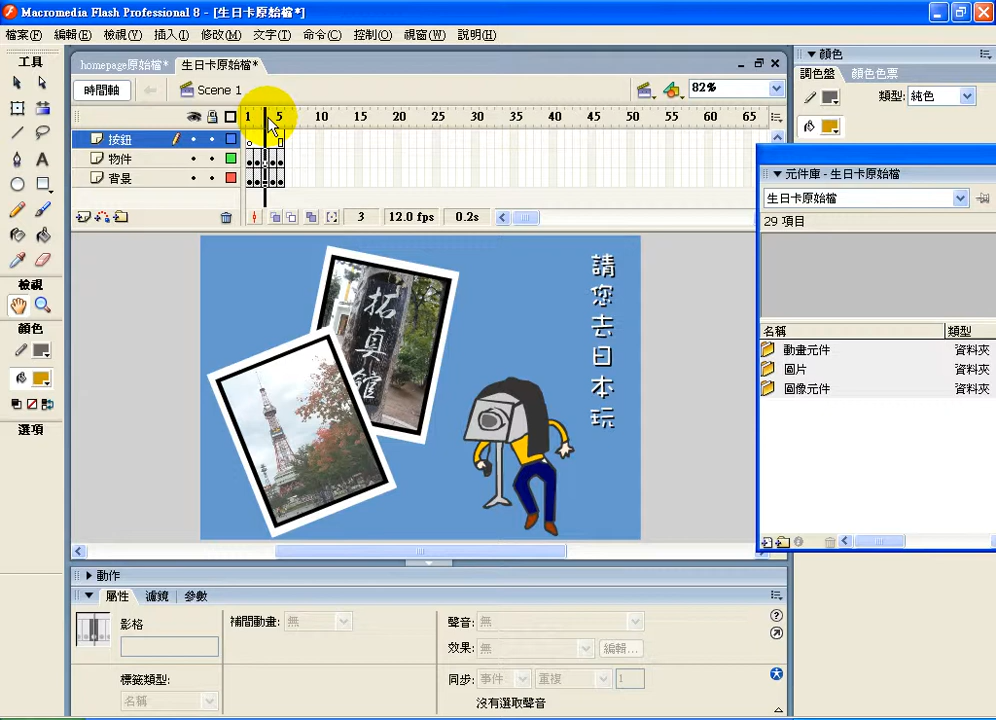 Macromedia Flash Professional 8 - [生日卡原始檔*]
檔案(F) 編輯(E) 檢視(V) 插入(I) 修改(M) 文字(T) 命令(C) 控制(O) 視窗(W) 說明(H)
工具
檢視
顏色
選項
homepage原始檔* 生日卡原始檔*
時間軸 Scene 1 82%
1 5 10 15 20 25 30 35 40 45 50 55 60 65
按鈕
物件
背景
3 12.0 fps 0.2s
拓真館
請您去日本玩
動作
屬性 濾鏡 參數
影格
補間動畫: 無
標籤類型:
名稱
聲音: 無
效果: 無 編輯...
同步: 事件 重複 1
沒有選取聲音
顏色
調色盤 顏色色票
類型: 純色
元件庫 - 生日卡原始檔
生日卡原始檔
29 項目
名稱 類型
動畫元件 資料夾
圖片 資料夾
圖像元件 資料夾